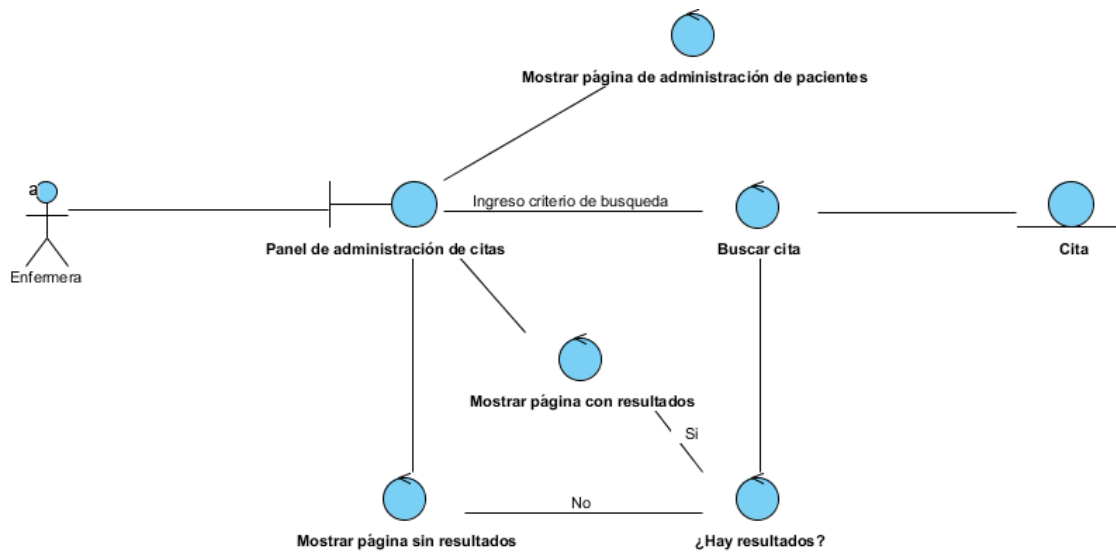 Mostrar página de administración de pacientes
a
Enfermera
Panel de administración de citas
Ingreso criterio de busqueda
Buscar cita
Cita
Mostrar página con resultados
Si
No
Mostrar página sin resultados
¿Hay resultados?